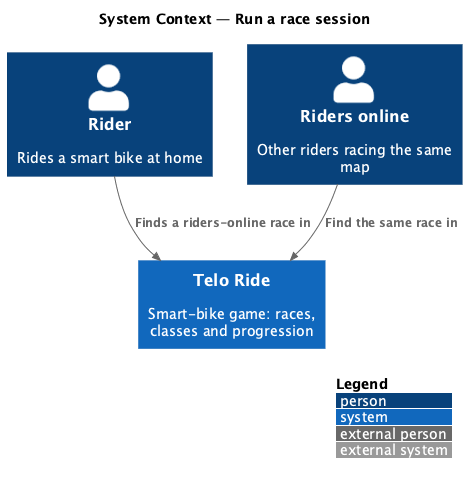 System Context — Run a race session
Rider
Rides a smart bike at home
Riders online
Other riders racing the same
map
Finds a riders-online race in
Find the same race in
Telo Ride
Smart-bike game: races,
classes and progression
Legend
person
system
external person
external system